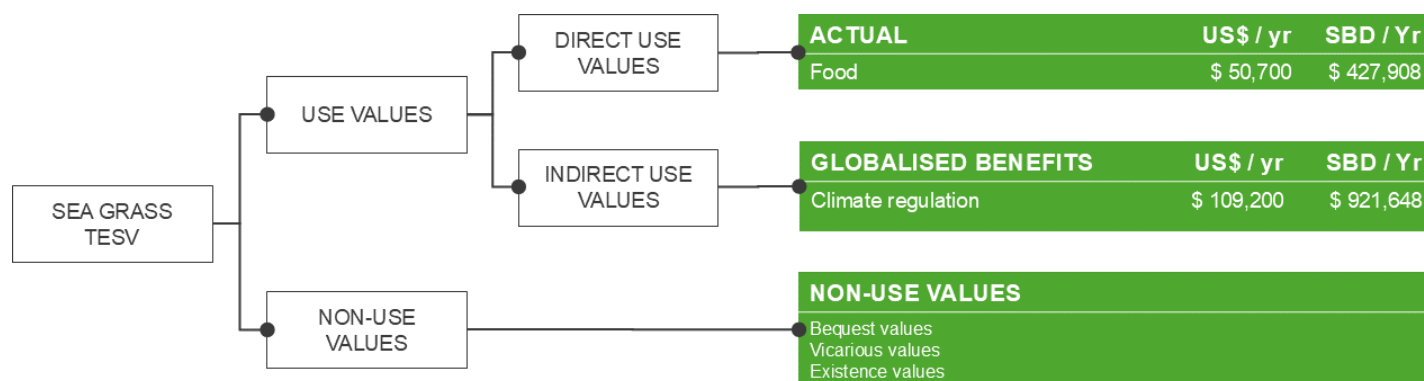 DIRECT USE
VALUES
ACTUAL US$ / yr SBD / Yr
Food $ 50,700 $ 427,908
USE VALUES
INDIRECT USE
VALUES
GLOBALISED BENEFITS US$ / yr SBD / Yr
Climate regulation $ 109,200 $ 921,648
SEA GRASS
TESV
NON-USE
VALUES
NON-USE VALUES
Bequest values
Vicarious values
Existence values